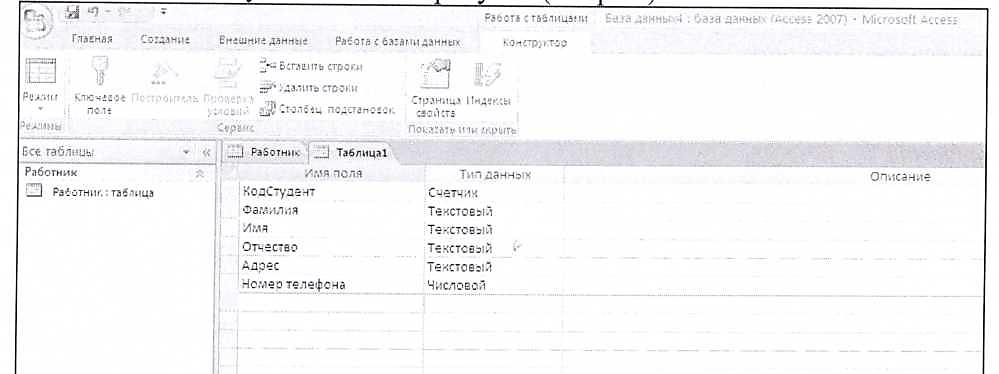 Работа с таблицами База данных4 : база данных (Access 2007) - Microsoft Access
Главная Создание Внешние данные Работа с базами данных Конструктор
Режим
Ключевое поле
Построитель
Проверка условий
Вставить строки
Удалить строки
Столбец подстановок
Страница свойств
Индексы
Режимы Сервис Показать или скрыть
Все таблицы Работник Таблица1
Работник Имя поля Тип данных Описание
Работник : таблица КодСтудент Счетчик
Фамилия Текстовый
Имя Текстовый
Отчество Текстовый
Адрес Текстовый
Номер телефона Числовой